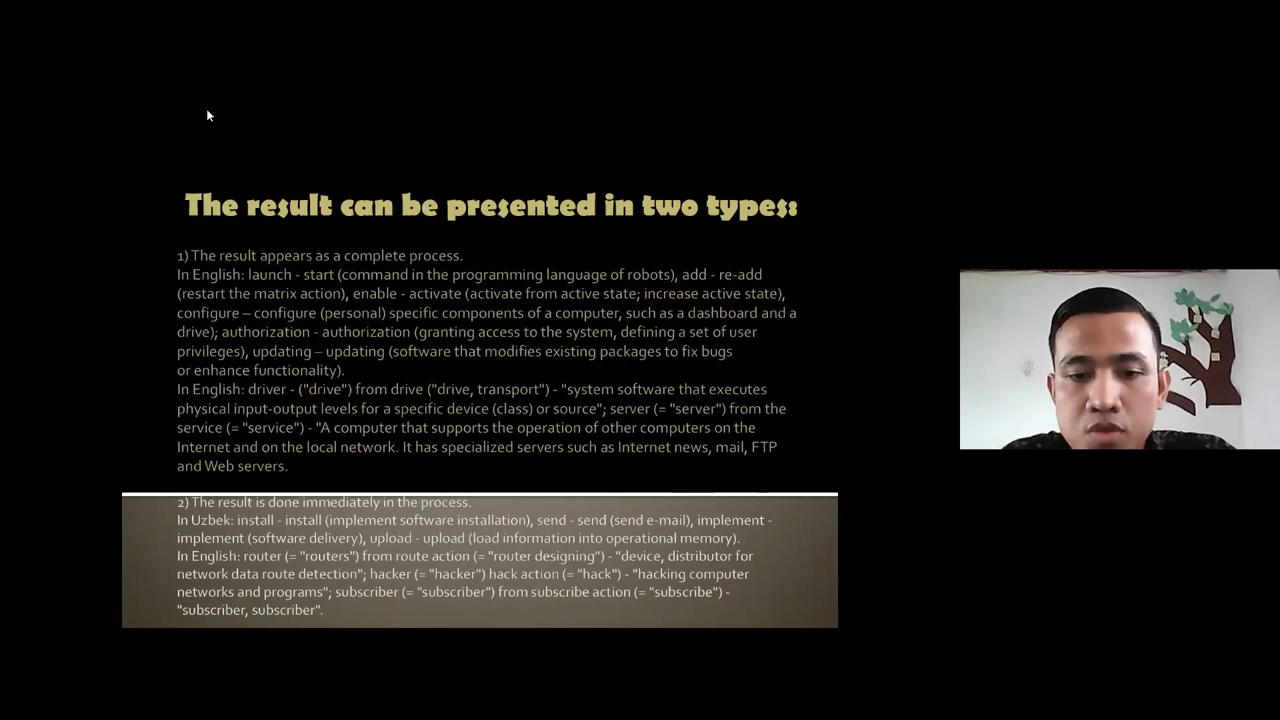 The result can be presented in two types:
1) The result appears as a complete process.
In English: launch - start (command in the programming language of robots), add - re-add
(restart the matrix action), enable - activate (activate from active state; increase active state),
configure – configure (personal) specific components of a computer, such as a dashboard and a
drive); authorization - authorization (granting access to the system, defining a set of user
privileges), updating – updating (software that modifies existing packages to fix bugs
or enhance functionality).
In English: driver - ("drive") from drive ("drive, transport") - "system software that executes
physical input-output levels for a specific device (class) or source"; server (= "server") from the
service (= "service") - "A computer that supports the operation of other computers on the
Internet and on the local network. It has specialized servers such as Internet news, mail, FTP
and Web servers.
2) The result is done immediately in the process.
In Uzbek: install - install (implement software installation), send - send (send e-mail), implement -
implement (software delivery), upload - upload (load information into operational memory).
In English: router (= "routers") from route action (= "router designing") - "device, distributor for
network data route detection"; hacker (= "hacker") hack action (= "hack") - "hacking computer
networks and programs"; subscriber (= "subscriber") from subscribe action (= "subscribe") -
"subscriber, subscriber".